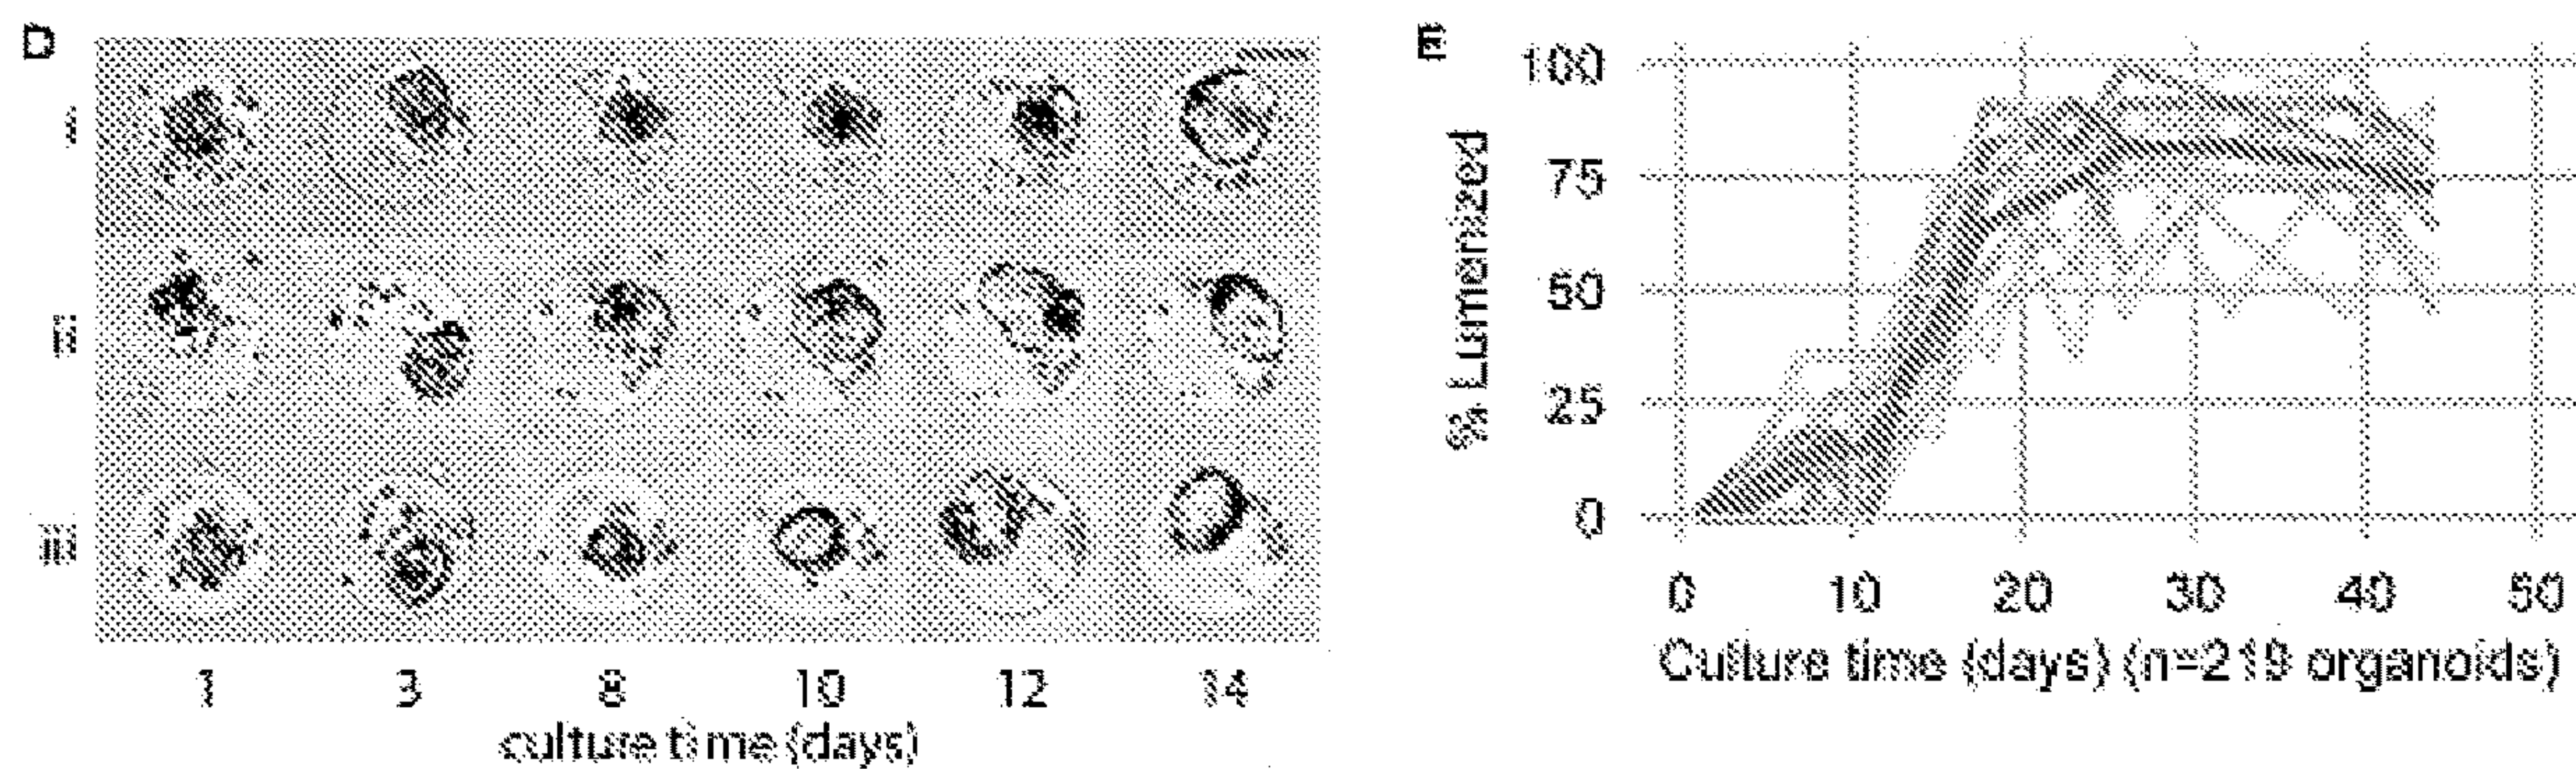 D
i
ii
iii
1 3 8 10 12 14
culture time (days)
E
% Lumenized
100
75
50
25
0
0 10 20 30 40 50
Culture time (days) (n=219 organoids)